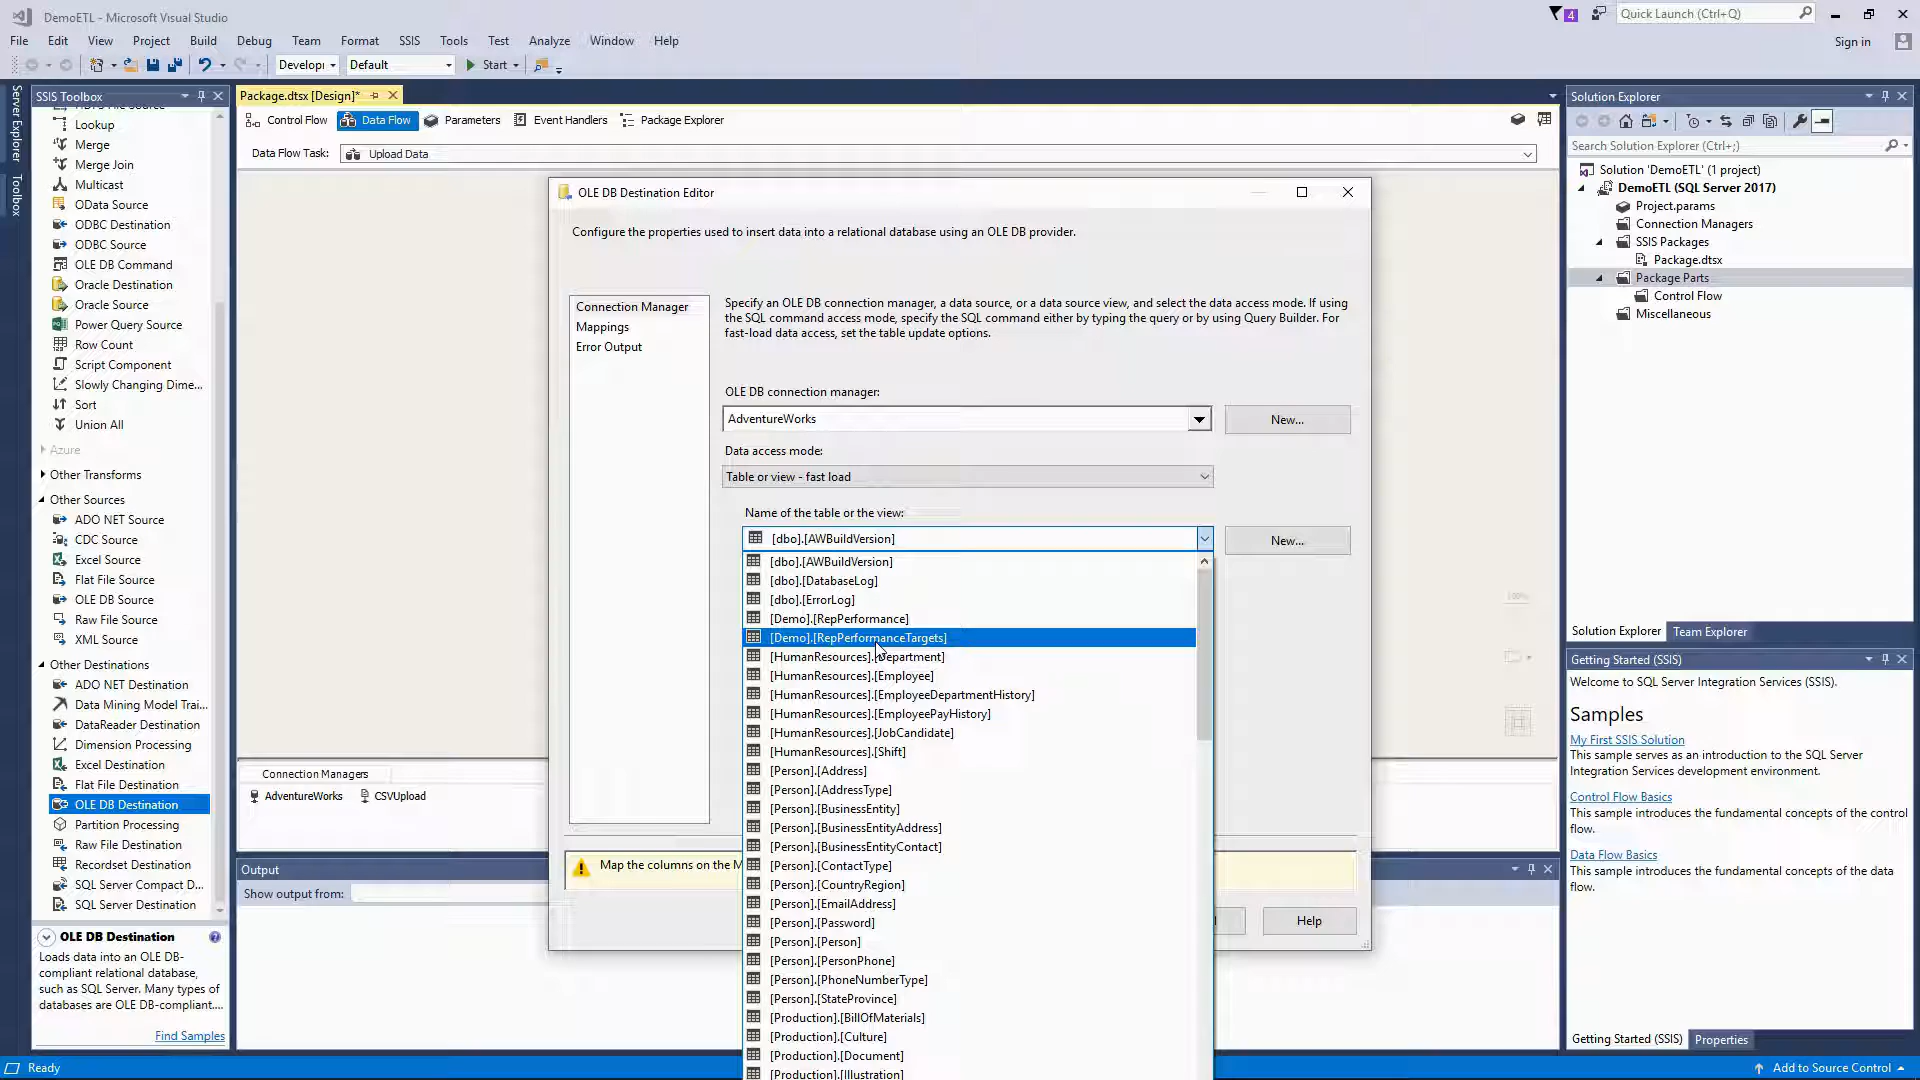 DemoETL - Microsoft Visual Studio
4
Quick Launch (Ctrl+Q)
File Edit View Project Build Debug Team Format SSIS Tools Test Analyze Window Help
Sign in
Developi Default Start
Server Explorer
Toolbox
SSIS Toolbox
Lookup
Merge
Merge Join
Multicast
OData Source
ODBC Destination
ODBC Source
OLE DB Command
Oracle Destination
Oracle Source
Power Query Source
Row Count
Script Component
Slowly Changing Dime...
Sort
Union All
Azure
Other Transforms
Other Sources
ADO NET Source
CDC Source
Excel Source
Flat File Source
OLE DB Source
Raw File Source
XML Source
Other Destinations
ADO NET Destination
Data Mining Model Trai...
DataReader Destination
Dimension Processing
Excel Destination
Flat File Destination
OLE DB Destination
Partition Processing
Raw File Destination
Recordset Destination
SQL Server Compact D...
SQL Server Destination
OLE DB Destination
Loads data into an OLE DB-
compliant relational database,
such as SQL Server. Many types of
databases are OLE DB-compliant....
Find Samples
Package.dtsx [Design]*
Control Flow Data Flow Parameters Event Handlers Package Explorer
Data Flow Task: Upload Data
OLE DB Destination Editor
Configure the properties used to insert data into a relational database using an OLE DB provider.
Connection Manager
Mappings
Error Output
Specify an OLE DB connection manager, a data source, or a data source view, and select the data access mode. If using
the SQL command access mode, specify the SQL command either by typing the query or by using Query Builder. For
fast-load data access, set the table update options.
OLE DB connection manager:
AdventureWorks
New...
Data access mode:
Table or view - fast load
Name of the table or the view:
[dbo].[AWBuildVersion]
New...
[dbo].[AWBuildVersion]
[dbo].[DatabaseLog]
[dbo].[ErrorLog]
[Demo].[RepPerformance]
[Demo].[RepPerformanceTargets]
[HumanResources].[Department]
[HumanResources].[Employee]
[HumanResources].[EmployeeDepartmentHistory]
[HumanResources].[EmployeePayHistory]
[HumanResources].[JobCandidate]
[HumanResources].[Shift]
[Person].[Address]
[Person].[AddressType]
[Person].[BusinessEntity]
[Person].[BusinessEntityAddress]
[Person].[BusinessEntityContact]
[Person].[ContactType]
[Person].[CountryRegion]
[Person].[EmailAddress]
[Person].[Password]
[Person].[Person]
[Person].[PersonPhone]
[Person].[PhoneNumberType]
[Person].[StateProvince]
[Production].[BillOfMaterials]
[Production].[Culture]
[Production].[Document]
[Production].[Illustration]
Map the columns on the M
Help
100%
Connection Managers
AdventureWorks CSVUpload
Output
Show output from:
Solution Explorer
Search Solution Explorer (Ctrl+;)
Solution 'DemoETL' (1 project)
DemoETL (SQL Server 2017)
Project.params
Connection Managers
SSIS Packages
Package.dtsx
Package Parts
Control Flow
Miscellaneous
Solution Explorer Team Explorer
Getting Started (SSIS)
Welcome to SQL Server Integration Services (SSIS).
Samples
My First SSIS Solution
This sample serves as an introduction to the SQL Server
Integration Services development environment.
Control Flow Basics
This sample introduces the fundamental concepts of the control
flow.
Data Flow Basics
This sample introduces the fundamental concepts of the data
flow.
Getting Started (SSIS) Properties
Ready
Add to Source Control